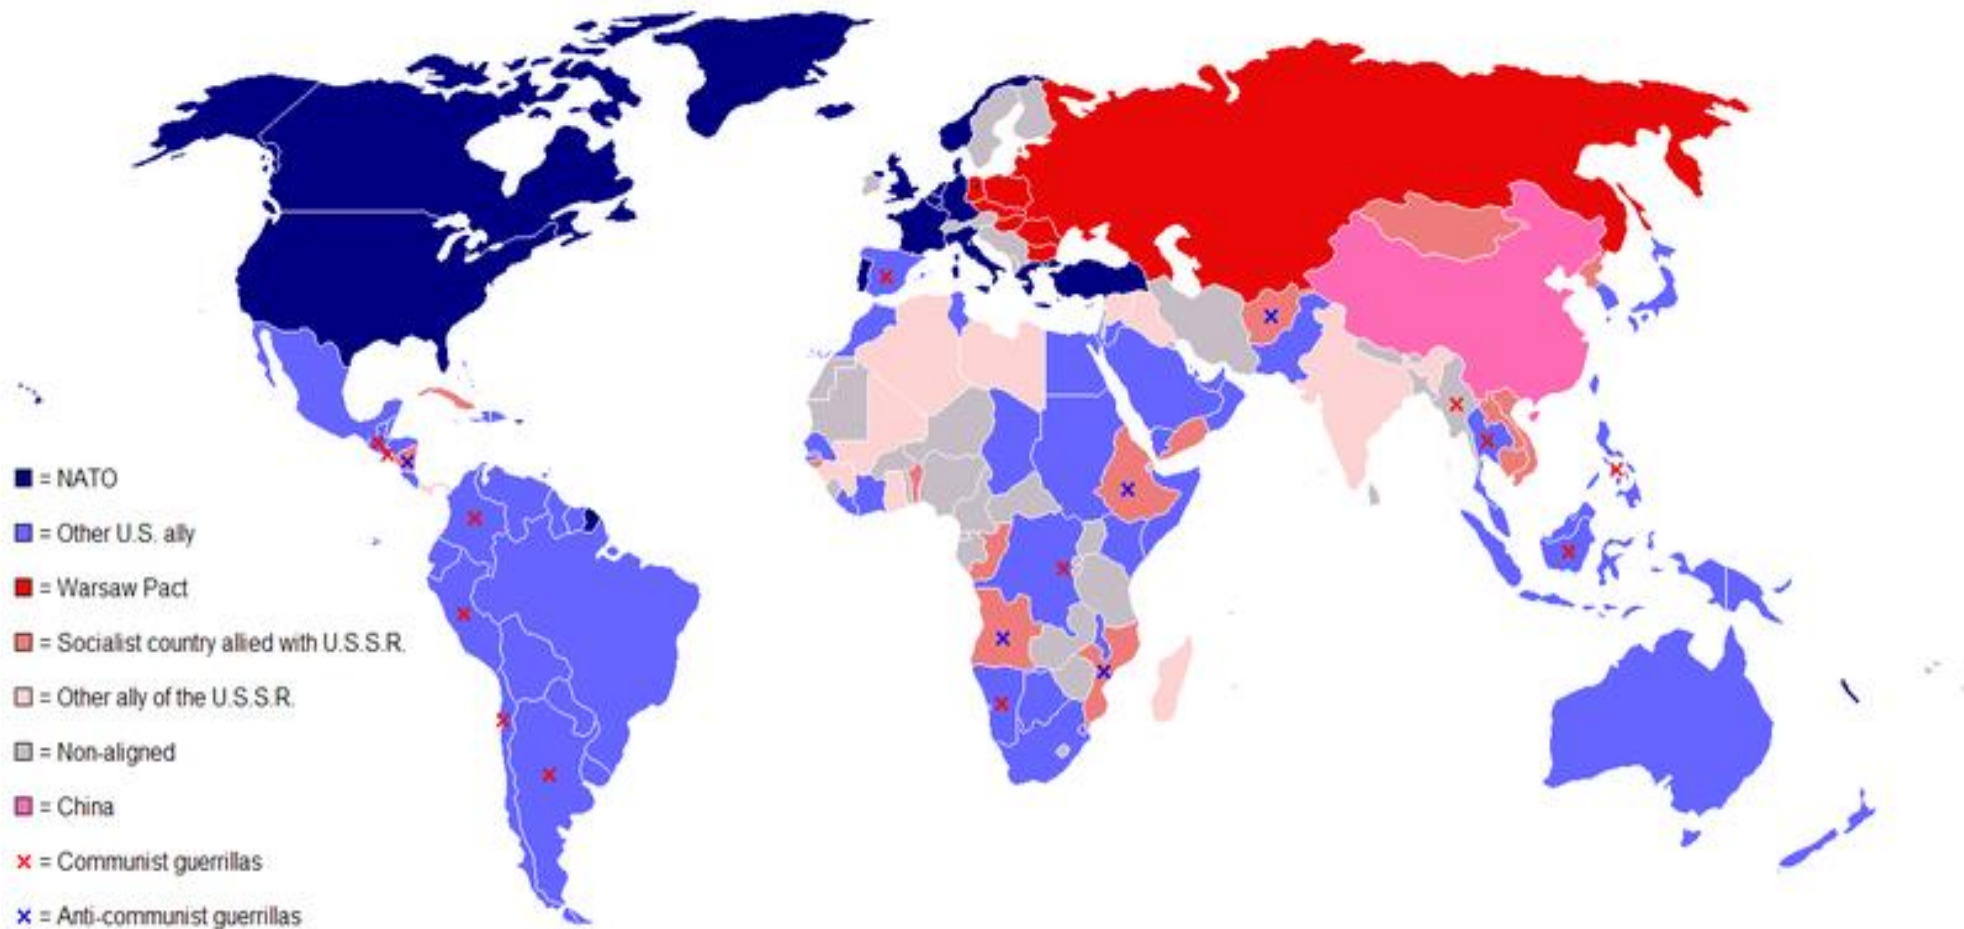 = NATO
= Other U.S. ally
= Warsaw Pact
= Socialist country allied with U.S.S.R.
= Other ally of the U.S.S.R.
= Non-aligned
= China
= Communist guerrillas
= Anti-communist guerrillas